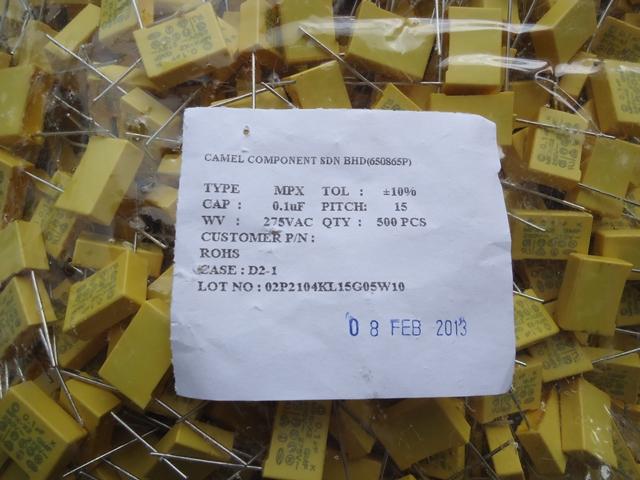 CAMEL COMPONENT SDN BHD(650865P)
TYPE MPX TOL : ±10%
CAP : 0.1uF PITCH: 15
WV : 275VAC QTY : 500 PCS
CUSTOMER P/N :
ROHS
CASE : D2-1
LOT NO : 02P2104KL15G05W10
08 FEB 2013